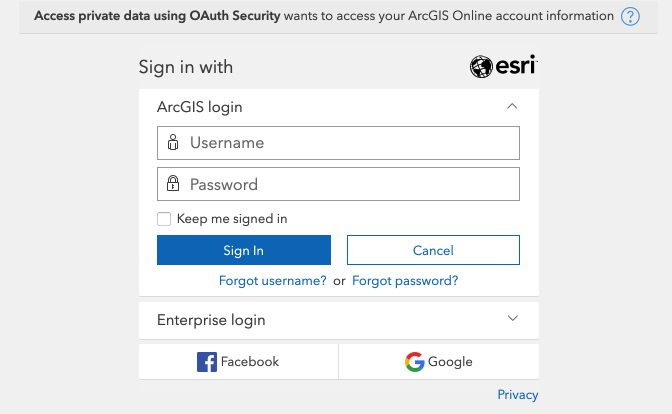 Access private data using OAuth Security wants to access your ArcGIS Online account information ?
Sign in with
esri
ArcGIS login
Username
Password
Keep me signed in
Sign In Cancel
Forgot username? or Forgot password?
Enterprise login
Facebook Google
Privacy